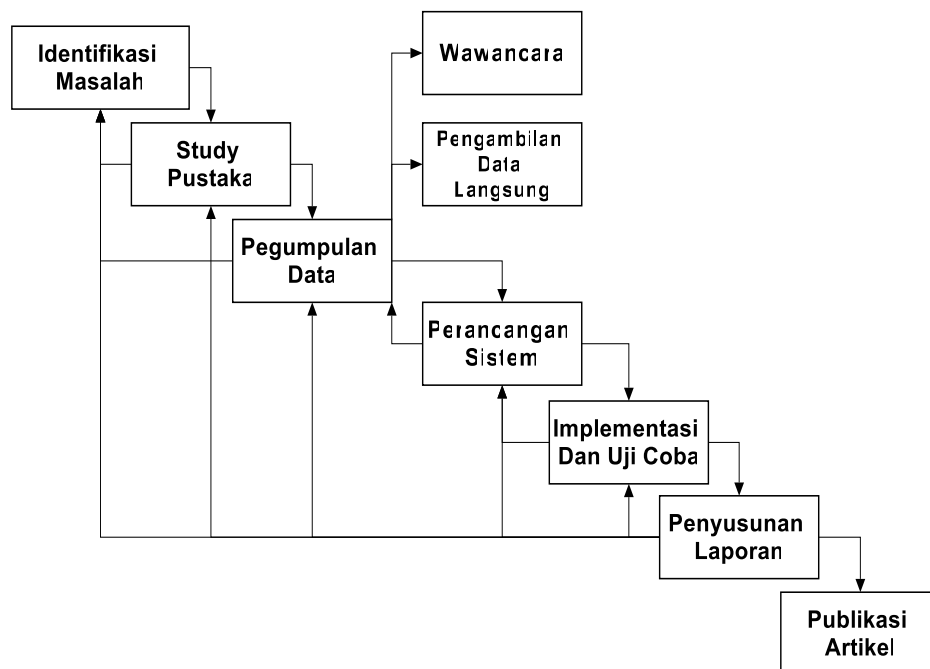 Identifikasi
Masalah
Wawancara
Study
Pustaka
Pengambilan
Data
Langsung
Pegumpulan
Data
Perancangan
Sistem
Implementasi
Dan Uji Coba
Penyusunan
Laporan
Publikasi
Artikel